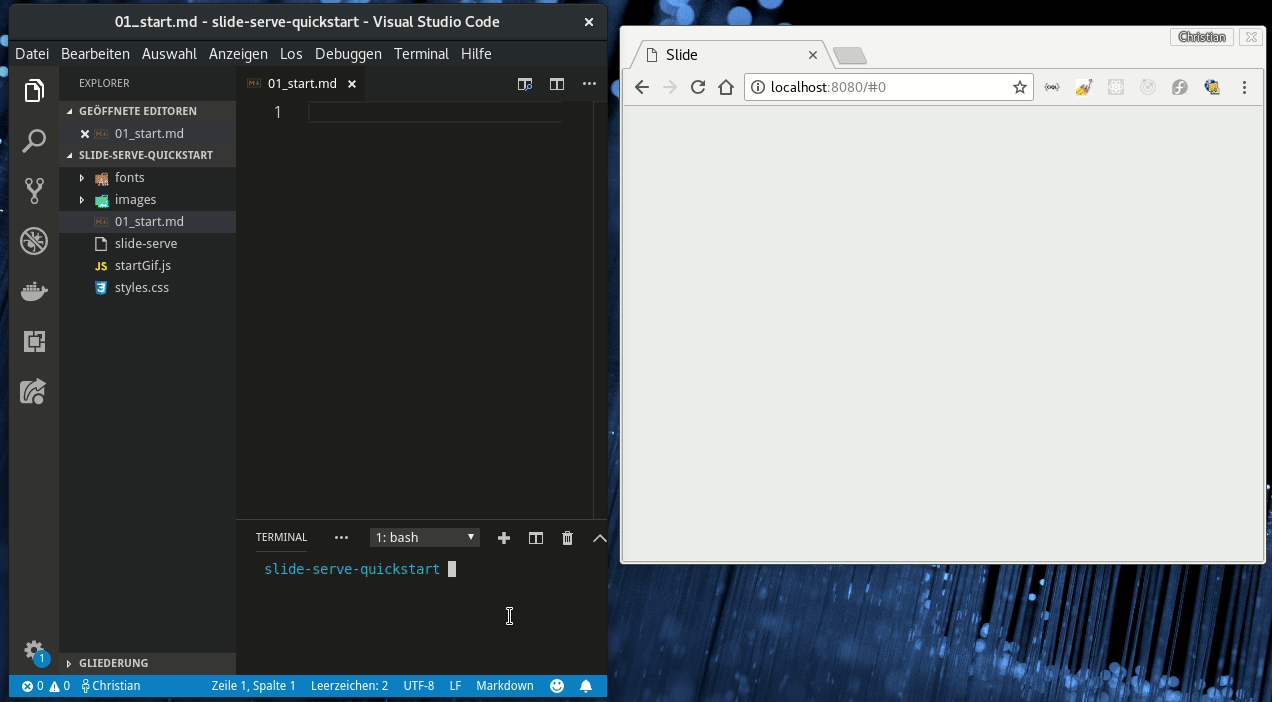 01_start.md - slide-serve-quickstart - Visual Studio Code
Datei Bearbeiten Auswahl Anzeigen Los Debuggen Terminal Hilfe
EXPLORER
GEÖFFNETE EDITOREN
01_start.md
SLIDE-SERVE-QUICKSTART
fonts
images
01_start.md
slide-serve
JS startGif.js
styles.css
GLIEDERUNG
1
01_start.md
1
TERMINAL
1: bash
slide-serve-quickstart
0 0 Christian Zeile 1, Spalte 1 Leerzeichen: 2 UTF-8 LF Markdown
Christian
Slide
localhost:8080/#0